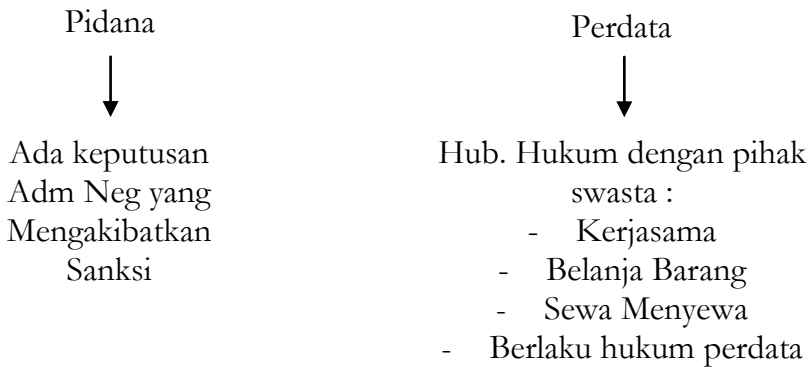 Pidana
Perdata
Ada keputusan
Adm Neg yang
Mengakibatkan
Sanksi
Hub. Hukum dengan pihak
swasta :
- Kerjasama
- Belanja Barang
- Sewa Menyewa
- Berlaku hukum perdata